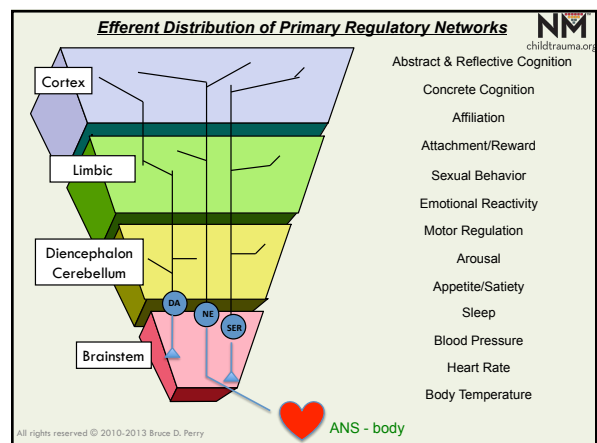 Efferent Distribution of Primary Regulatory Networks
NM
childtrauma.org
Cortex
Limbic
Diencephalon
Cerebellum
DA
NE
SER
Brainstem
Abstract & Reflective Cognition
Concrete Cognition
Affiliation
Attachment/Reward
Sexual Behavior
Emotional Reactivity
Motor Regulation
Arousal
Appetite/Satiety
Sleep
Blood Pressure
Heart Rate
Body Temperature
ANS - body
All rights reserved © 2010-2013 Bruce D. Perry